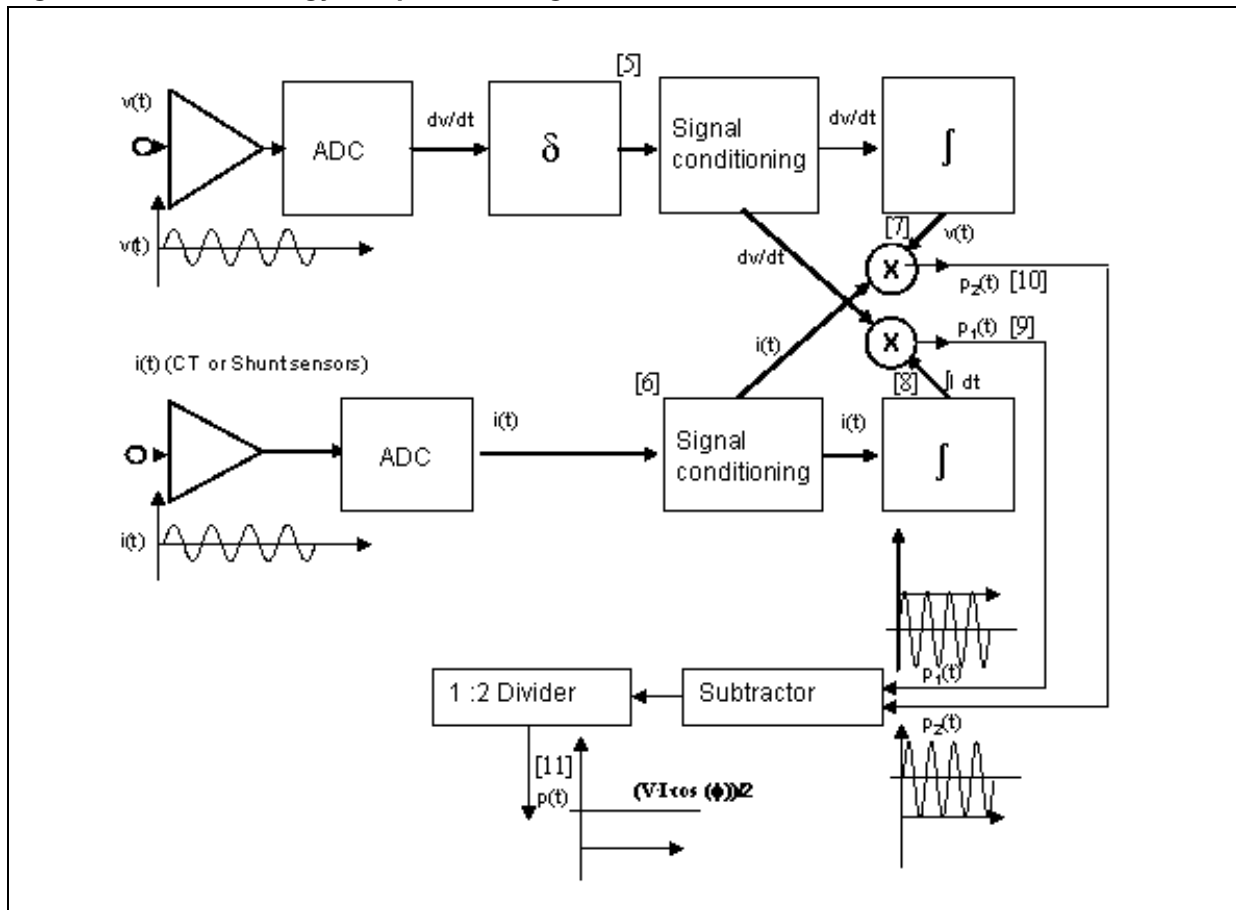 [5]
v(t)
ADC
dv/dt
δ
Signal
conditioning
dv/dt
∫
v(t)
[7]
v(t)
dv/dt
X
p₂(t) [10]
X
p₁(t) [9]
i(t)
i(t) (CT or Shunt sensors)
[6]
[8]
∫I dt
ADC
i(t)
Signal
conditioning
i(t)
∫
i(t)
p₁(t)
1 :2 Divider
Subtractor
p₂(t)
[11]
p(t)
(V·I cos (ϕ))/2